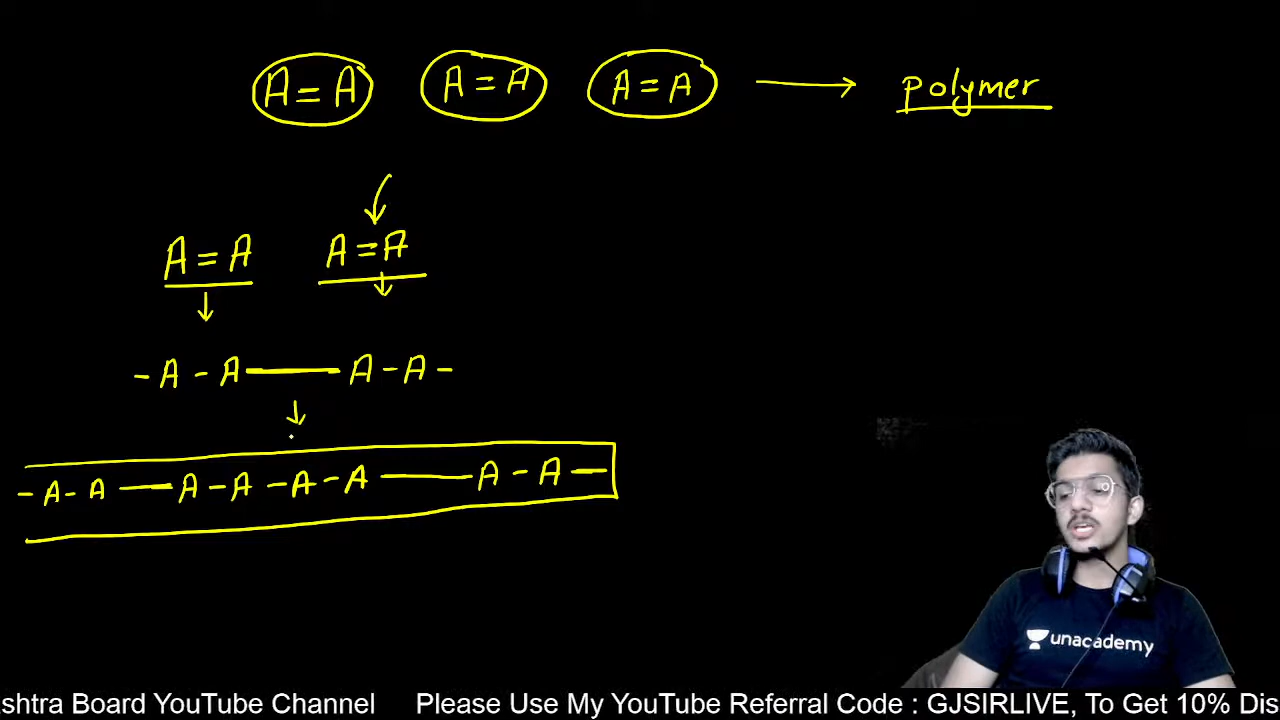 A = A A = A A = A → polymer
A = A A = A
- A - A — A - A -
- A - A — A - A - A - A — A - A —
unacademy
shtra Board YouTube Channel Please Use My YouTube Referral Code : GJSIRLIVE, To Get 10% Dis